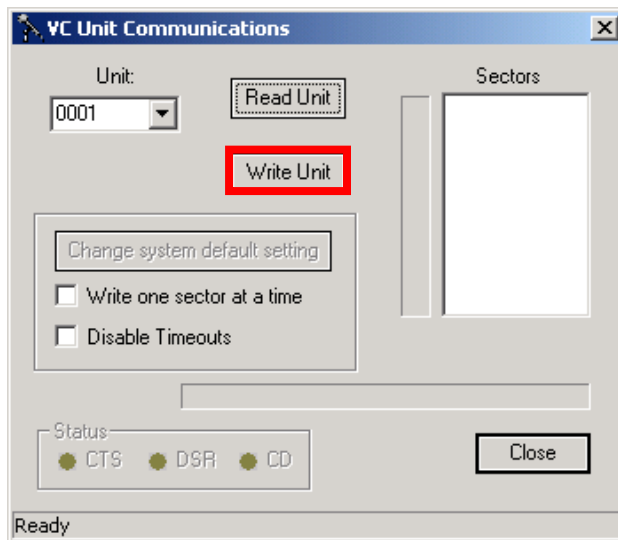 VC Unit Communications
Unit:
0001
Read Unit
Write Unit
Sectors
Change system default setting
Write one sector at a time
Disable Timeouts
Status
CTS DSR CD
Close
Ready